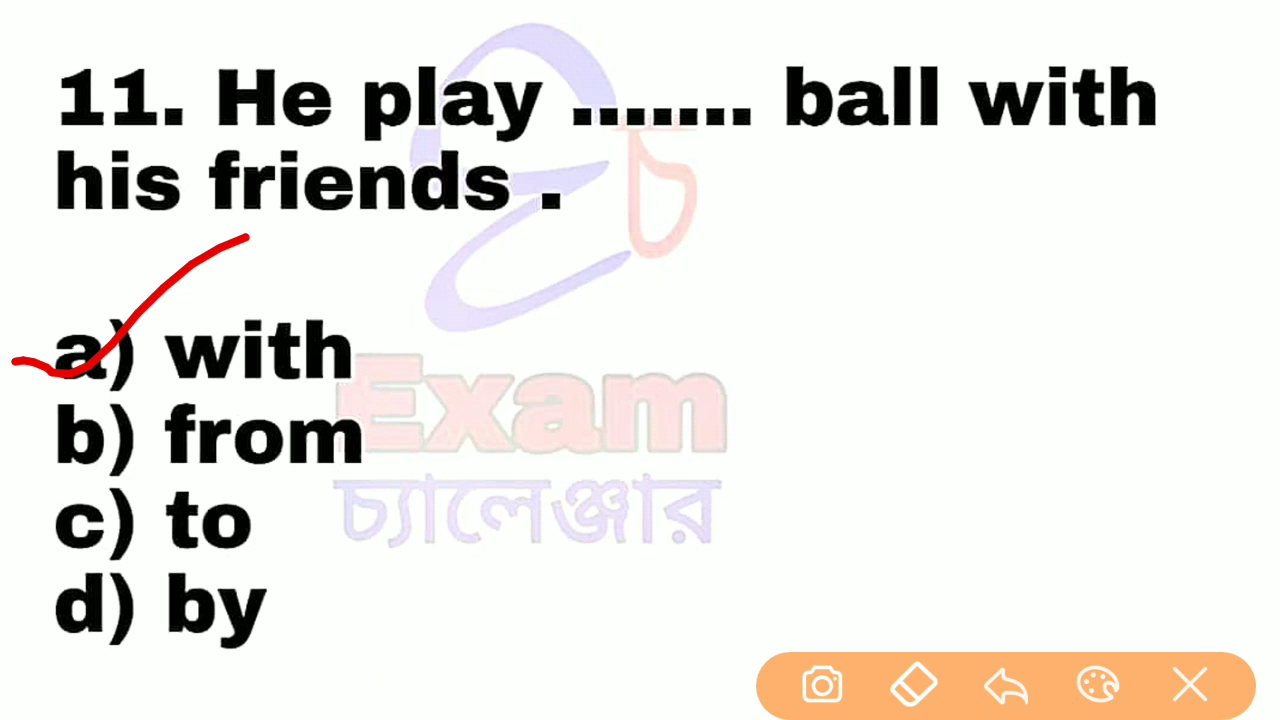 11. He play ....... ball with
his friends .
a) with
b) from
c) to
d) by
চ
Exam
চ্যালেঞ্জার